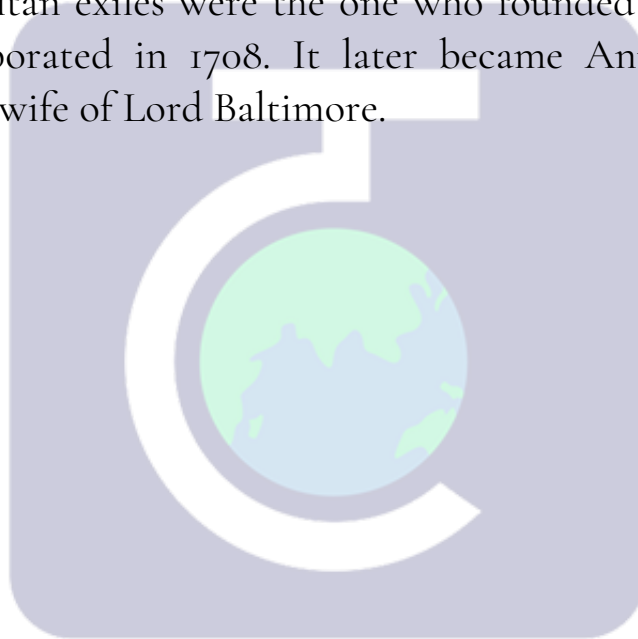 itan exiles were the one who founded
porated in 1708. It later became An
wife of Lord Baltimore.